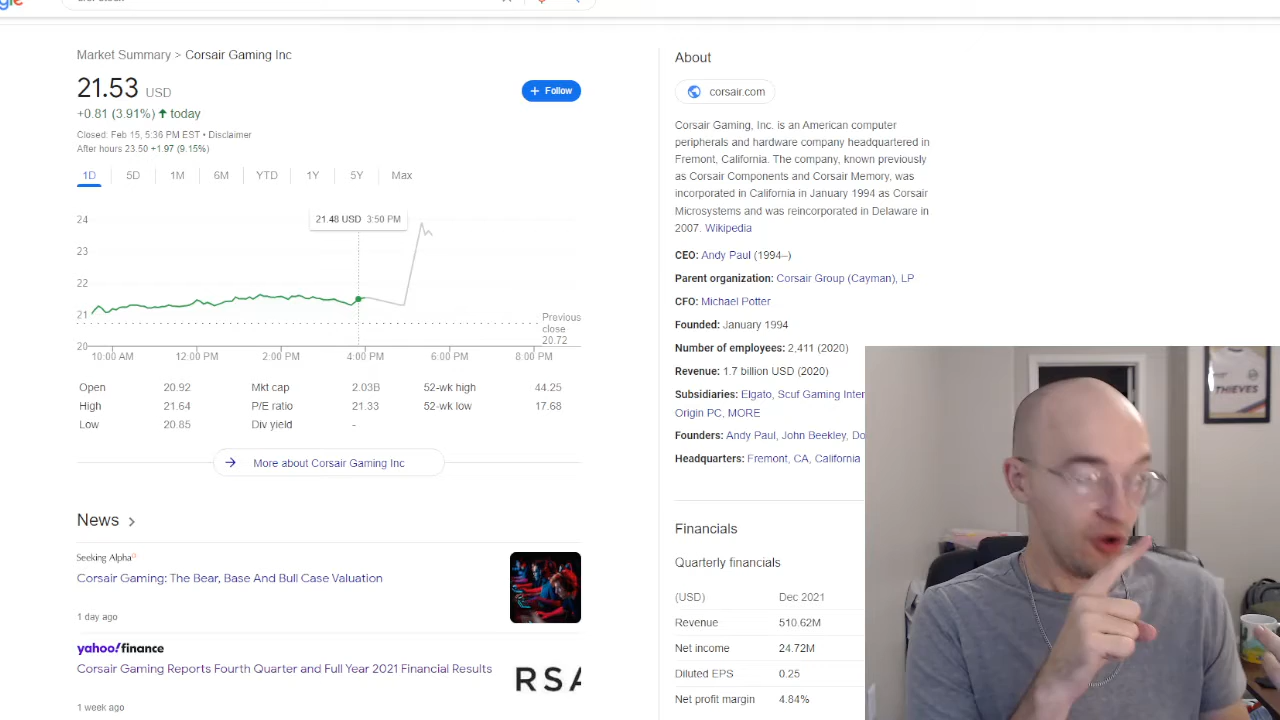 Market Summary > Corsair Gaming Inc
21.53 USD
+ Follow
+0.81 (3.91%) ↑ today
Closed: Feb 15, 5:36 PM EST • Disclaimer
After hours 23.50 +1.97 (9.15%)
1D 5D 1M 6M YTD 1Y 5Y Max
21.48 USD 3:50 PM
24
23
22
21
20
Previous
close
20.72
10:00 AM 12:00 PM 2:00 PM 4:00 PM 6:00 PM 8:00 PM
Open 20.92 Mkt cap 2.03B 52-wk high 44.25
High 21.64 P/E ratio 21.33 52-wk low 17.68
Low 20.85 Div yield -
→ More about Corsair Gaming Inc
News >
Seeking Alpha
Corsair Gaming: The Bear, Base And Bull Case Valuation
1 day ago
yahoo!finance
Corsair Gaming Reports Fourth Quarter and Full Year 2021 Financial Results
RSA
1 week ago
About
corsair.com
Corsair Gaming, Inc. is an American computer
peripherals and hardware company headquartered in
Fremont, California. The company, known previously
as Corsair Components and Corsair Memory, was
incorporated in California in January 1994 as Corsair
Microsystems and was reincorporated in Delaware in
2007. Wikipedia
CEO: Andy Paul (1994–)
Parent organization: Corsair Group (Cayman), LP
CFO: Michael Potter
Founded: January 1994
Number of employees: 2,411 (2020)
Revenue: 1.7 billion USD (2020)
Subsidiaries: Elgato, Scuf Gaming Inter
Origin PC, MORE
Founders: Andy Paul, John Beekley, Do
Headquarters: Fremont, CA, California
Financials
Quarterly financials
(USD) Dec 2021
Revenue 510.62M
Net income 24.72M
Diluted EPS 0.25
Net profit margin 4.84%
THIEVES